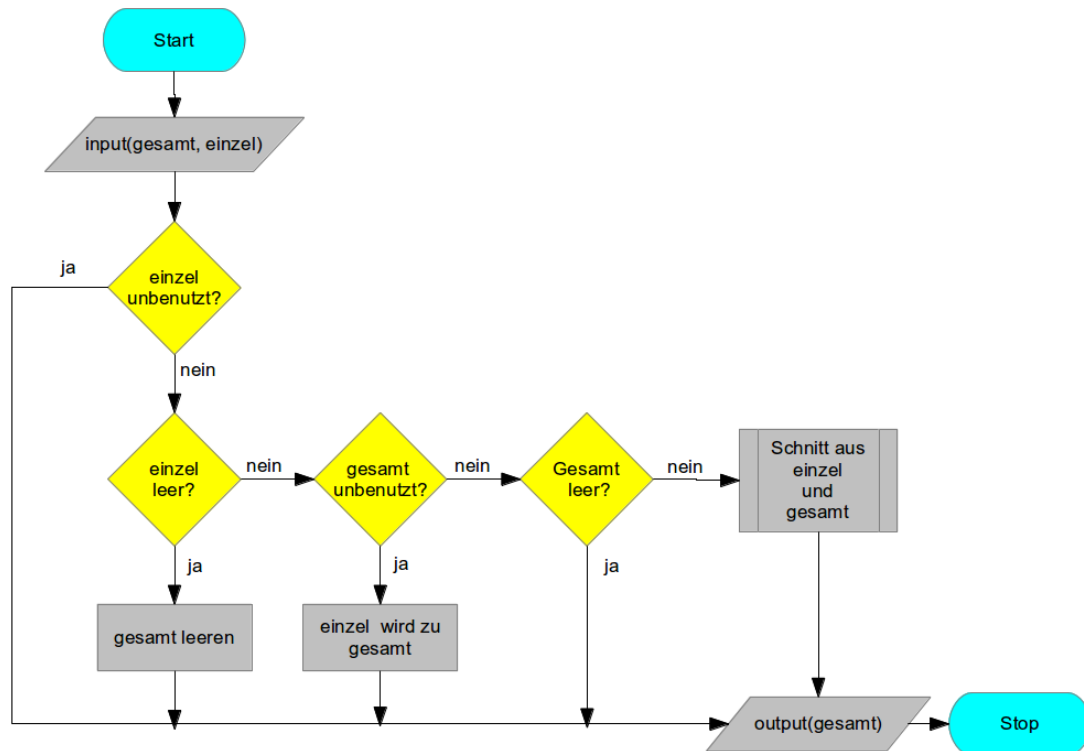 Start
input(gesamt, einzel)
ja
einzel
unbenutzt?
nein
einzel
leer?
nein
gesamt
unbenutzt?
nein
Gesamt
leer?
nein
Schnitt aus
einzel
und
gesamt
ja
ja
ja
gesamt leeren
einzel wird zu
gesamt
output(gesamt)
Stop